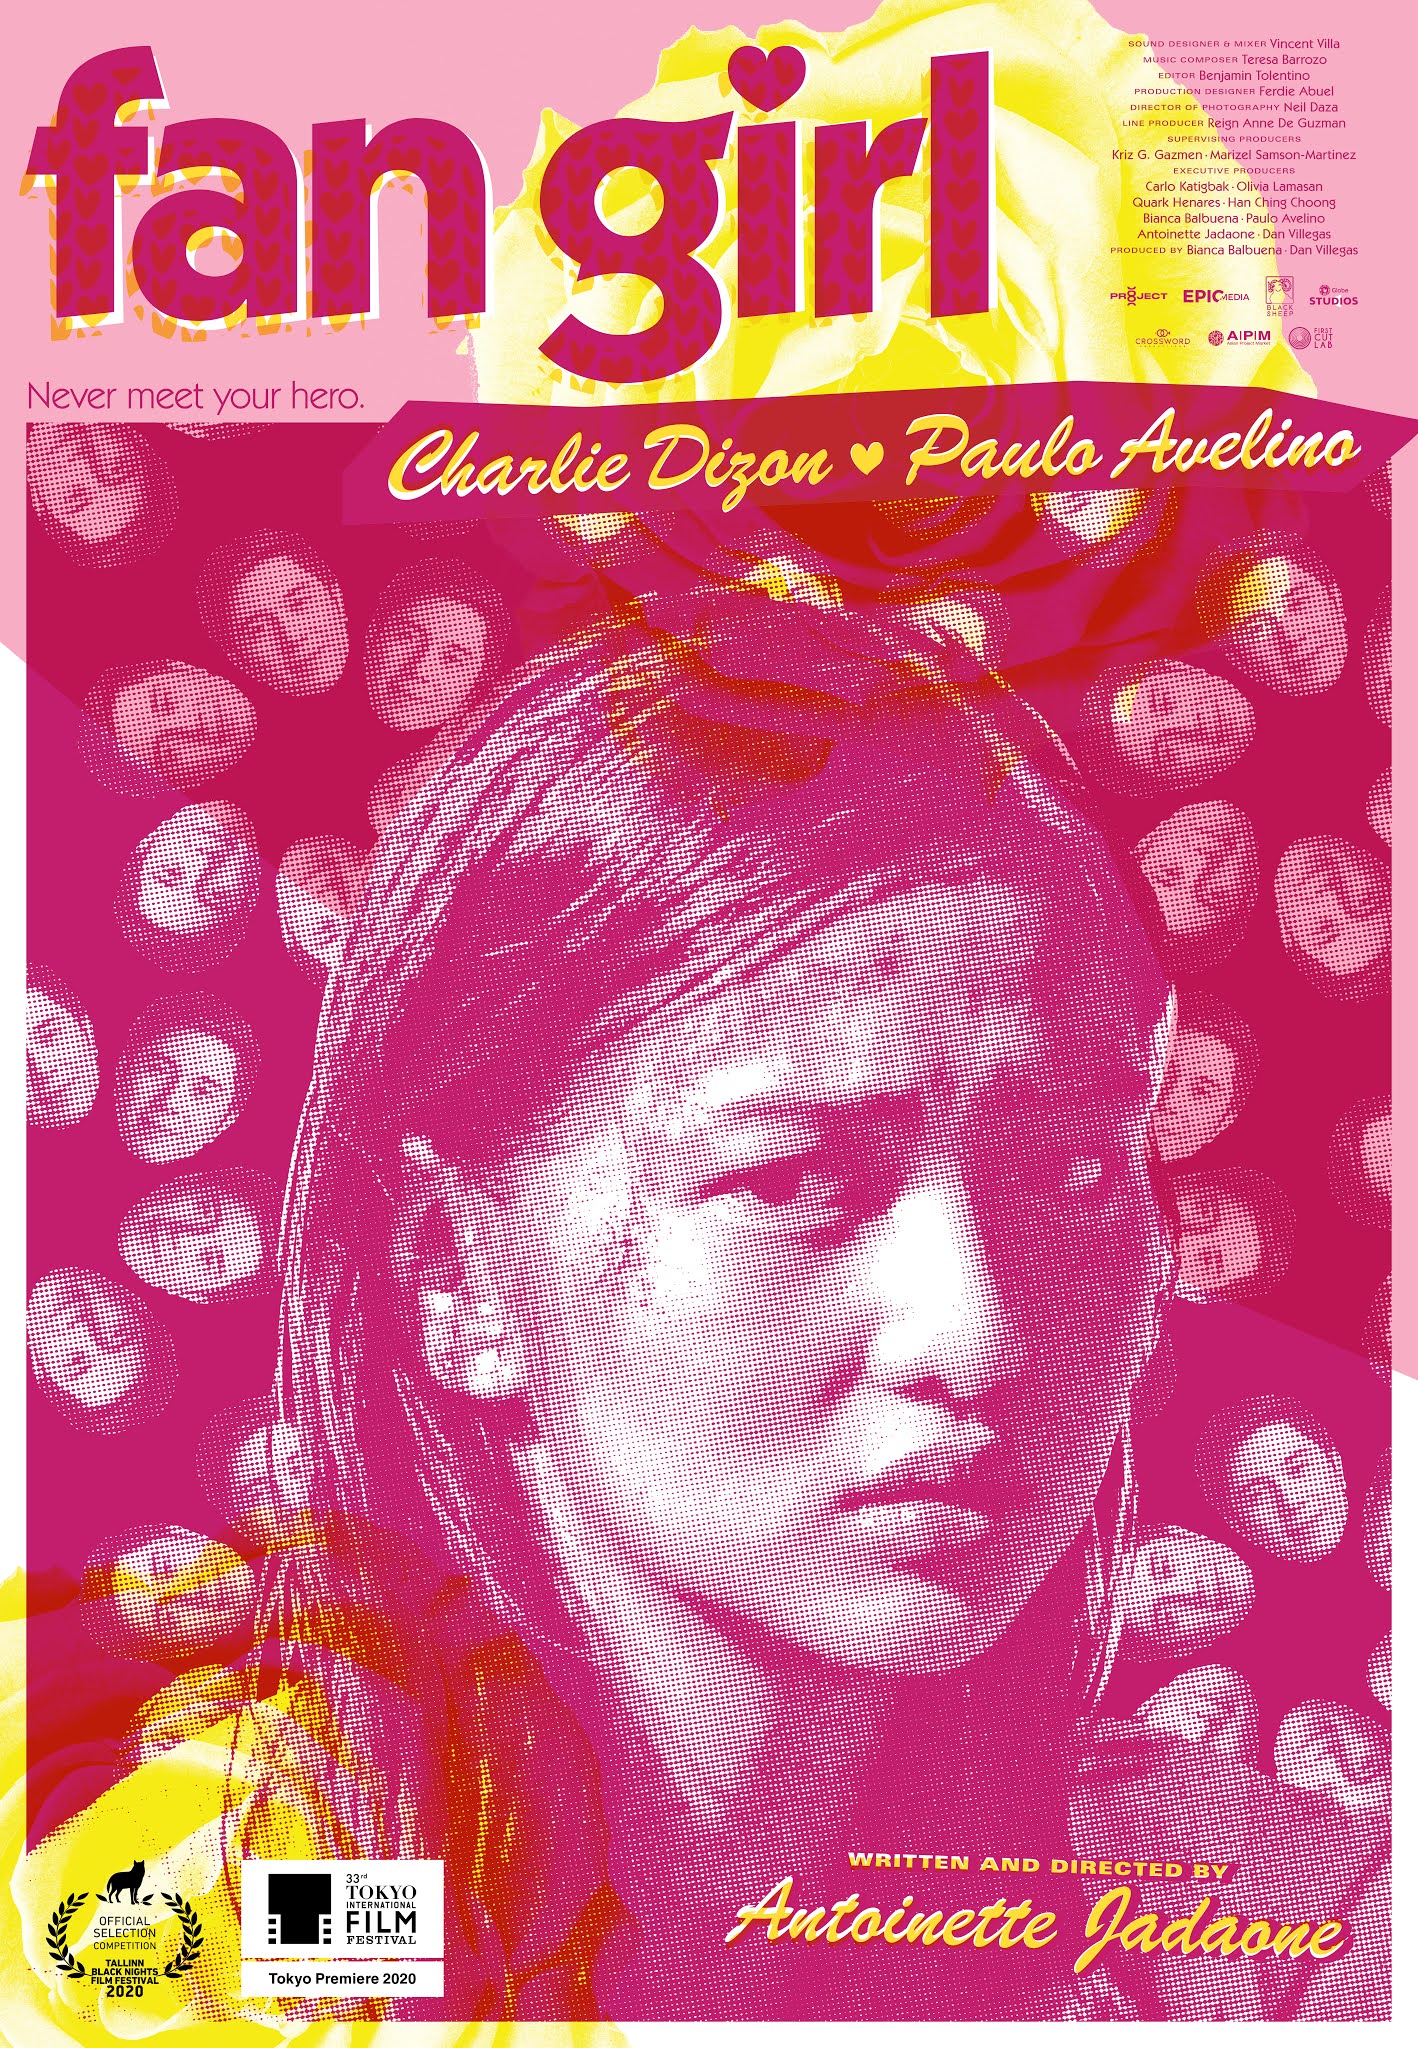 fan girl
SOUND DESIGNER & MIXER Vincent Villa
MUSIC COMPOSER Teresa Barrozo
EDITOR Benjamin Tolentino
PRODUCTION DESIGNER Ferdie Abuel
DIRECTOR OF PHOTOGRAPHY Neil Daza
LINE PRODUCER Reign Anne De Guzman
SUPERVISING PRODUCERS
Kriz G. Gazmen · Marizel Samson-Martinez
EXECUTIVE PRODUCERS
Carlo Katigbak · Olivia Lamasan
Quark Henares · Han Ching Choong
Bianca Balbuena · Paulo Avelino
Antoinette Jadaone · Dan Villegas
PRODUCED BY Bianca Balbuena · Dan Villegas
PROJECT
EPICMEDIA
BLACK
SHEEP
Globe
STUDIOS
CROSSWORD
PRODUCTIONS
A|P|M
Asian Project Market
FIRST
CUT
LAB
Never meet your hero.
Charlie Dizon Paulo Avelino
WRITTEN AND DIRECTED BY
Antoinette Jadaone
OFFICIAL
SELECTION
COMPETITION
TALLINN
BLACK NIGHTS
FILM FESTIVAL
2020
33rd
TOKYO
INTERNATIONAL
FILM
FESTIVAL
Tokyo Premiere 2020